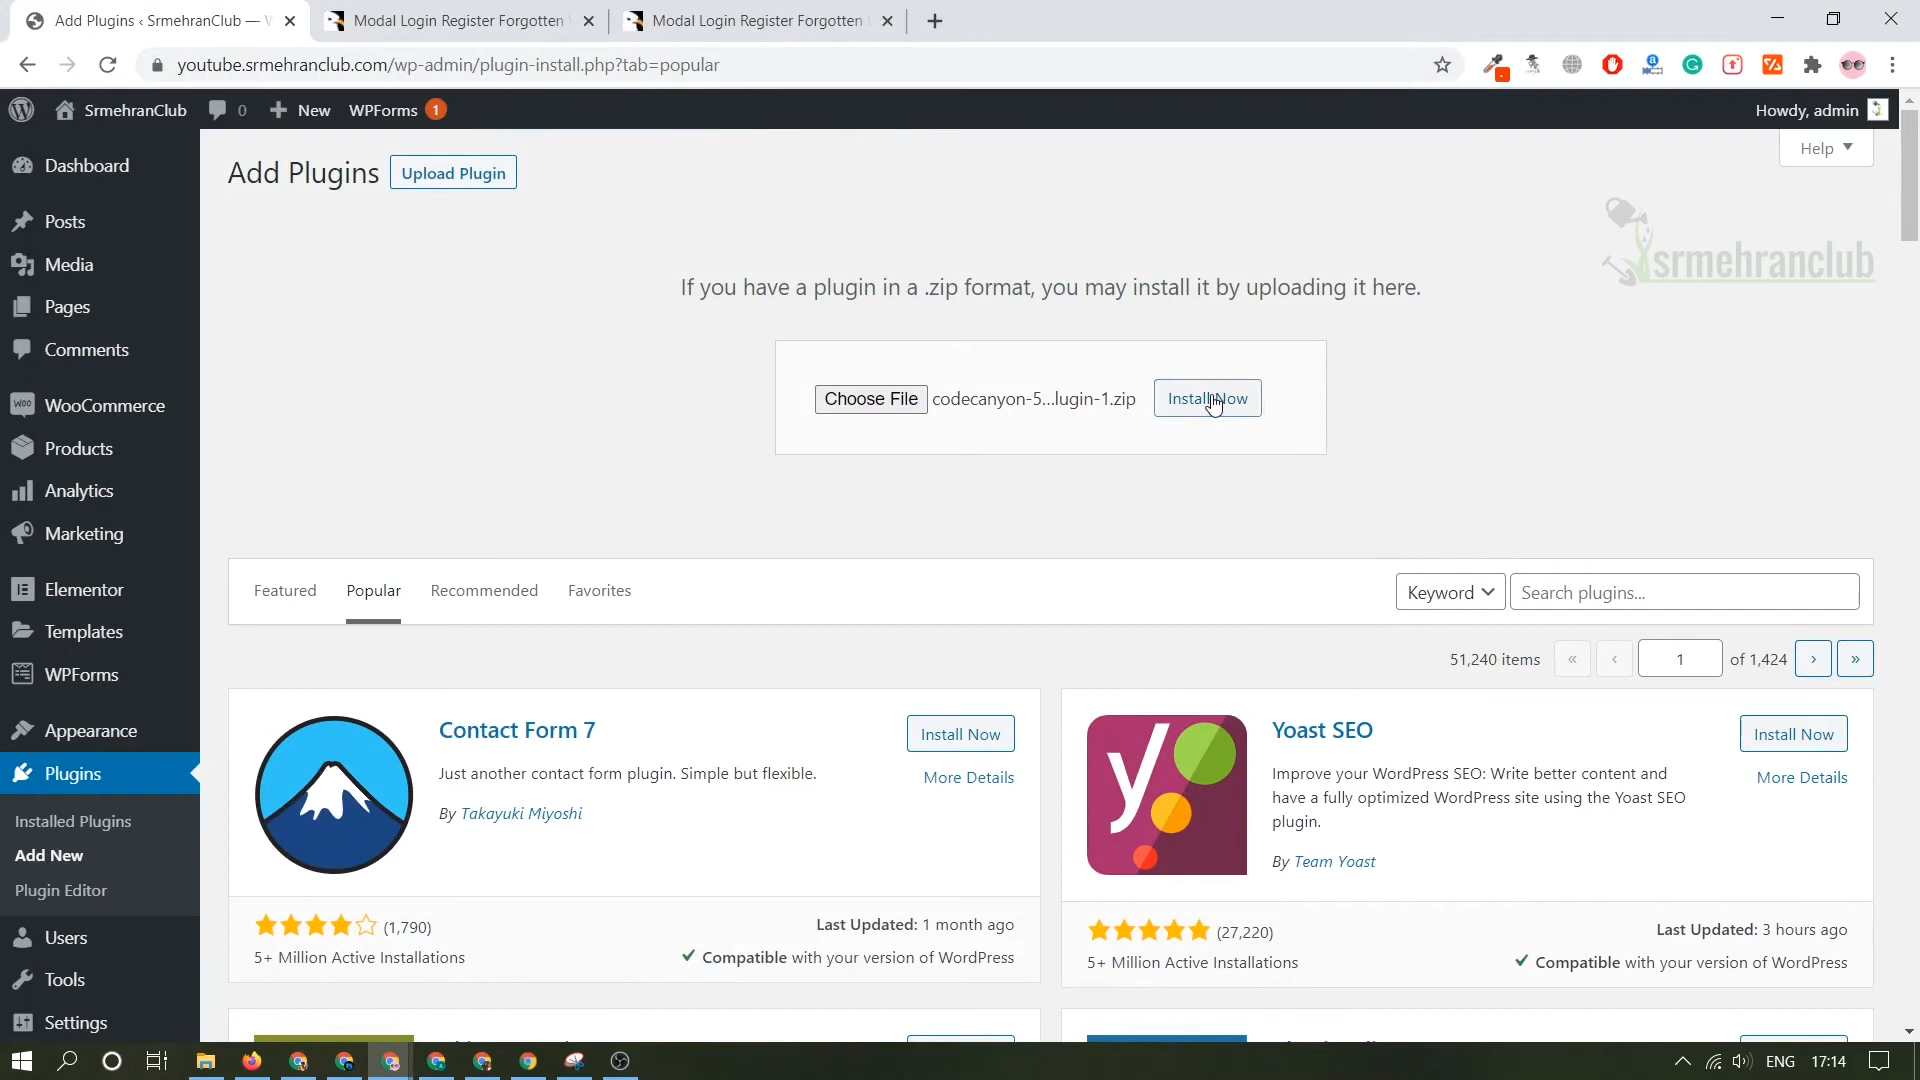 Add Plugins ‹ SrmehranClub — W
Modal Login Register Forgotten
Modal Login Register Forgotten
youtube.srmehranclub.com/wp-admin/plugin-install.php?tab=popular
SrmehranClub
0
New
WPForms 1
Howdy, admin
Dashboard
Posts
Media
Pages
Comments
WooCommerce
Products
Analytics
Marketing
Elementor
Templates
WPForms
Appearance
Plugins
Installed Plugins
Add New
Plugin Editor
Users
Tools
Settings
Add Plugins
Upload Plugin
Help
srmehranclub
If you have a plugin in a .zip format, you may install it by uploading it here.
Choose File codecanyon-5...lugin-1.zip
Install Now
Featured Popular Recommended Favorites
Keyword
Search plugins...
51,240 items « ‹ 1 of 1,424 › »
Contact Form 7
Install Now
More Details
Just another contact form plugin. Simple but flexible.
By Takayuki Miyoshi
(1,790)
Last Updated: 1 month ago
5+ Million Active Installations
Compatible with your version of WordPress
Yoast SEO
Install Now
More Details
Improve your WordPress SEO: Write better content and
have a fully optimized WordPress site using the Yoast SEO
plugin.
By Team Yoast
(27,220)
Last Updated: 3 hours ago
5+ Million Active Installations
Compatible with your version of WordPress
ENG 17:14